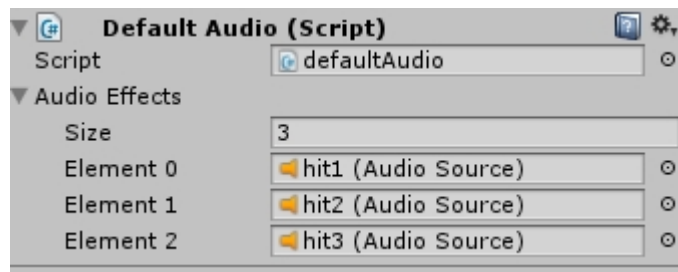 Default Audio (Script)
Script defaultAudio
Audio Effects
Size 3
Element 0 hit1 (Audio Source)
Element 1 hit2 (Audio Source)
Element 2 hit3 (Audio Source)